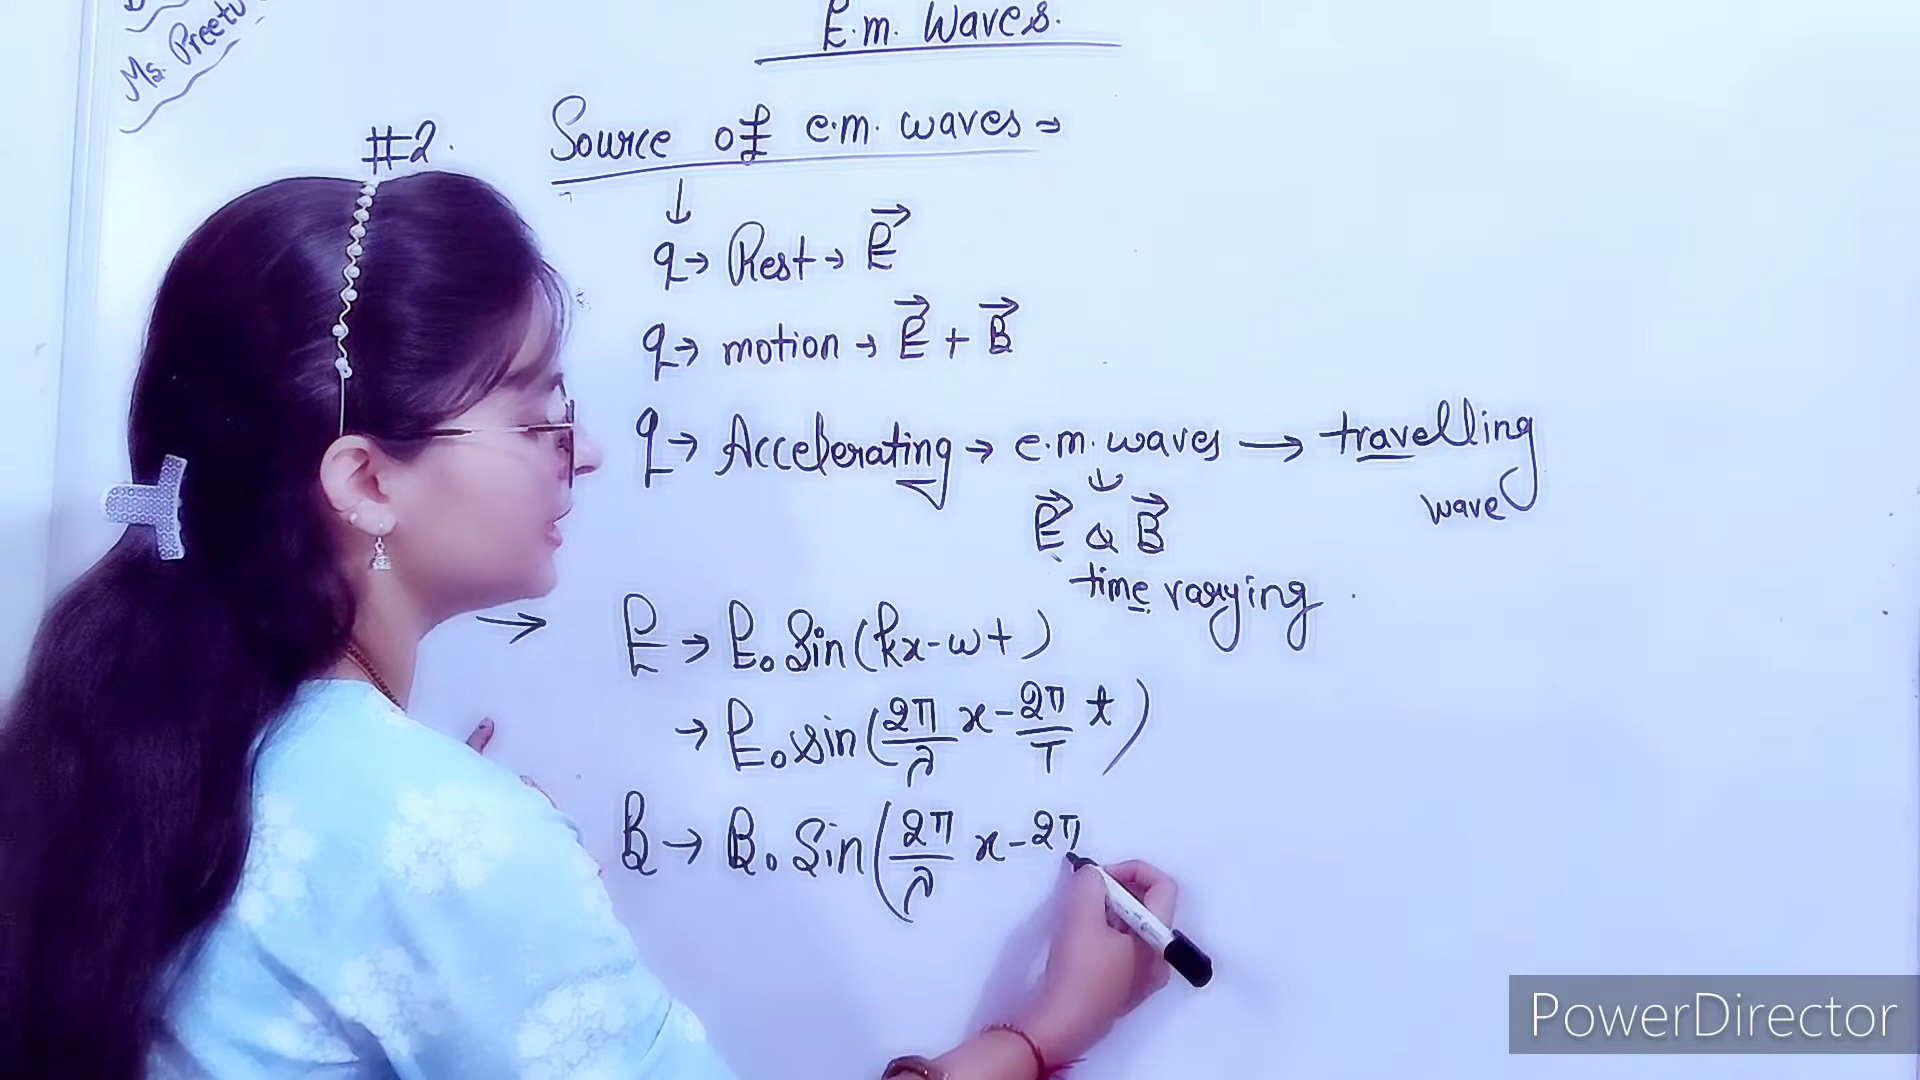 Ms. Preetu
E.m. Waves.
#2. Source of e.m. waves →
↓
q → Rest → E⃗
q → motion → E⃗ + B⃗
q → Accelerating → e.m. waves → travelling
wave
↓
E⃗ & B⃗
time varying.
→ E → E₀ Sin(kx-ωt)
→ E₀ sin(2π/λ x - 2π/T t)
B → B₀ Sin(2π/λ x - 2π
PowerDirector